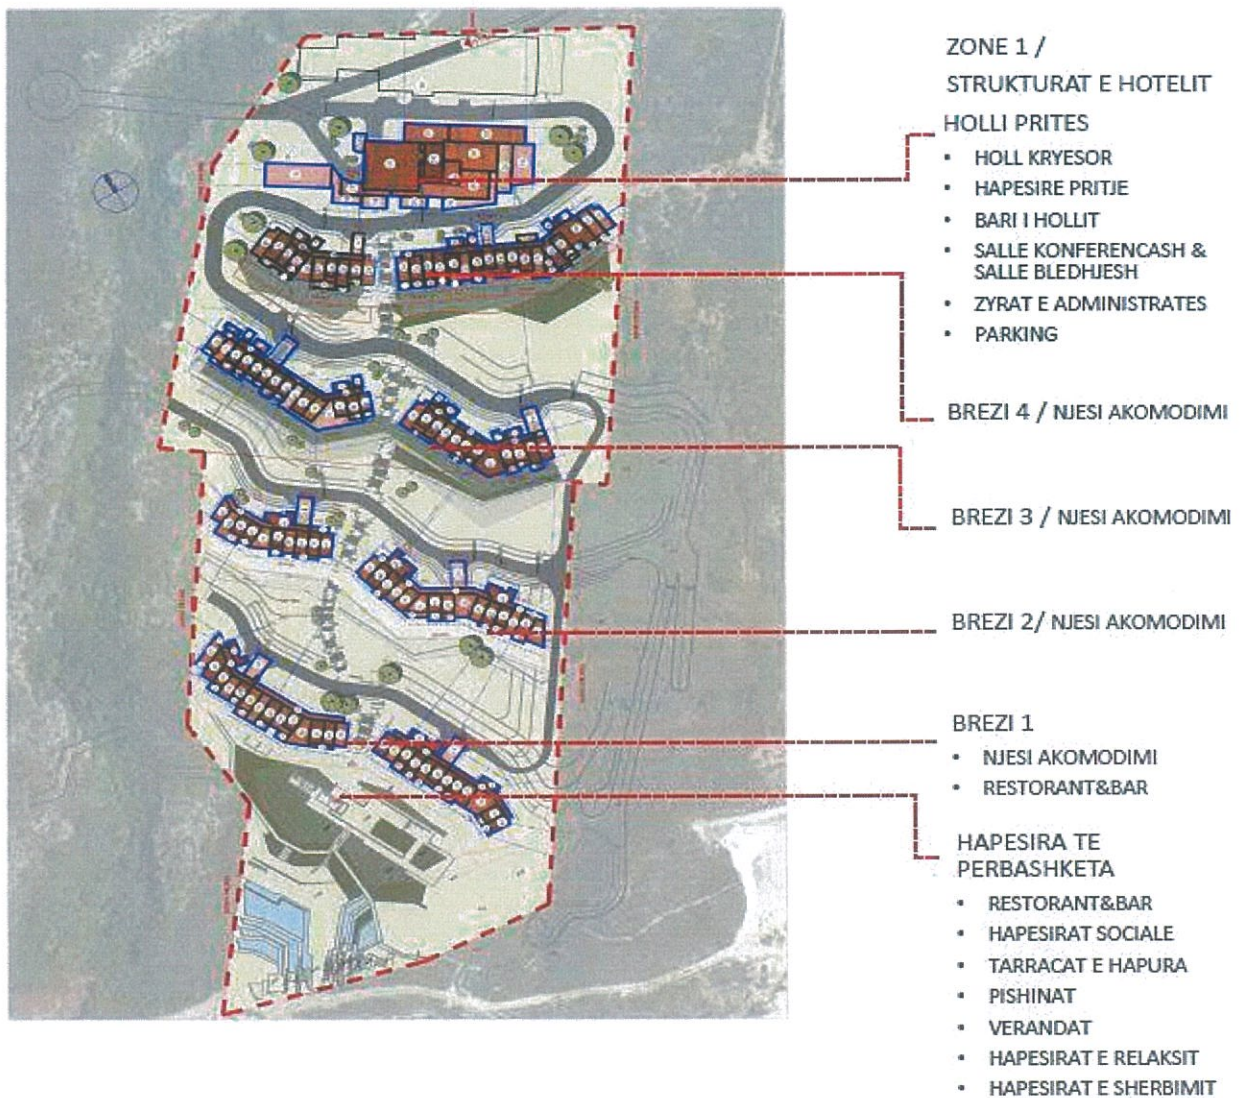 ZONE 1 /
STRUKTURAT E HOTELIT
HOLLI PRITES
• HOLL KRYESOR
• HAPESIRE PRITJE
• BARI I HOLLIT
• SALLE KONFERENCASH &
SALLE BLEDHJESH
• ZYRAT E ADMINISTRATES
• PARKING
BREZI 4 / NJESI AKOMODIMI
BREZI 3 / NJESI AKOMODIMI
BREZI 2/ NJESI AKOMODIMI
BREZI 1
• NJESI AKOMODIMI
• RESTORANT&BAR
HAPESIRA TE
PERBASHKETA
• RESTORANT&BAR
• HAPESIRAT SOCIALE
• TARRACAT E HAPURA
• PISHINAT
• VERANDAT
• HAPESIRAT E RELAKSIT
• HAPESIRAT E SHERBIMIT